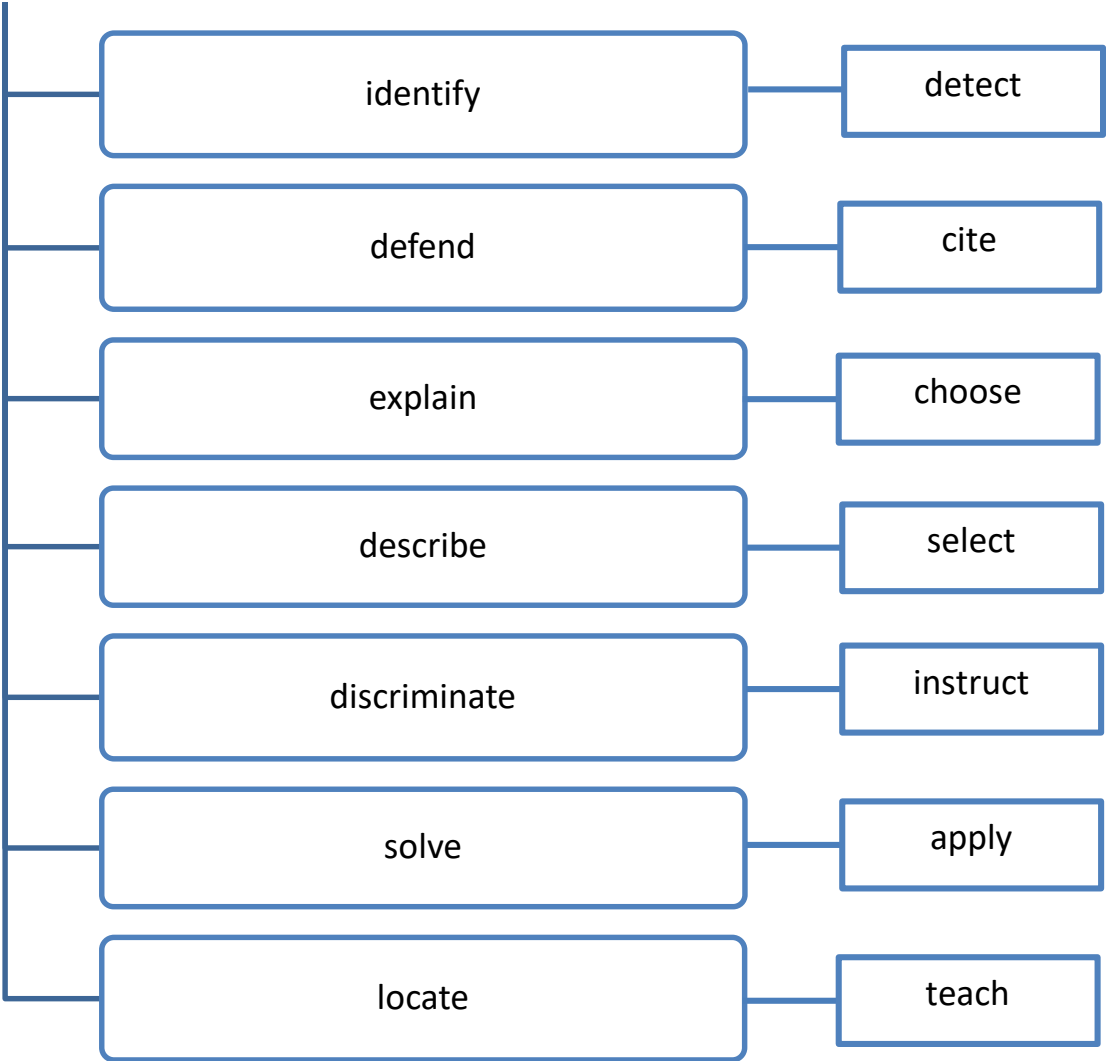 identify
detect
defend
cite
explain
choose
describe
select
discriminate
instruct
solve
apply
locate
teach